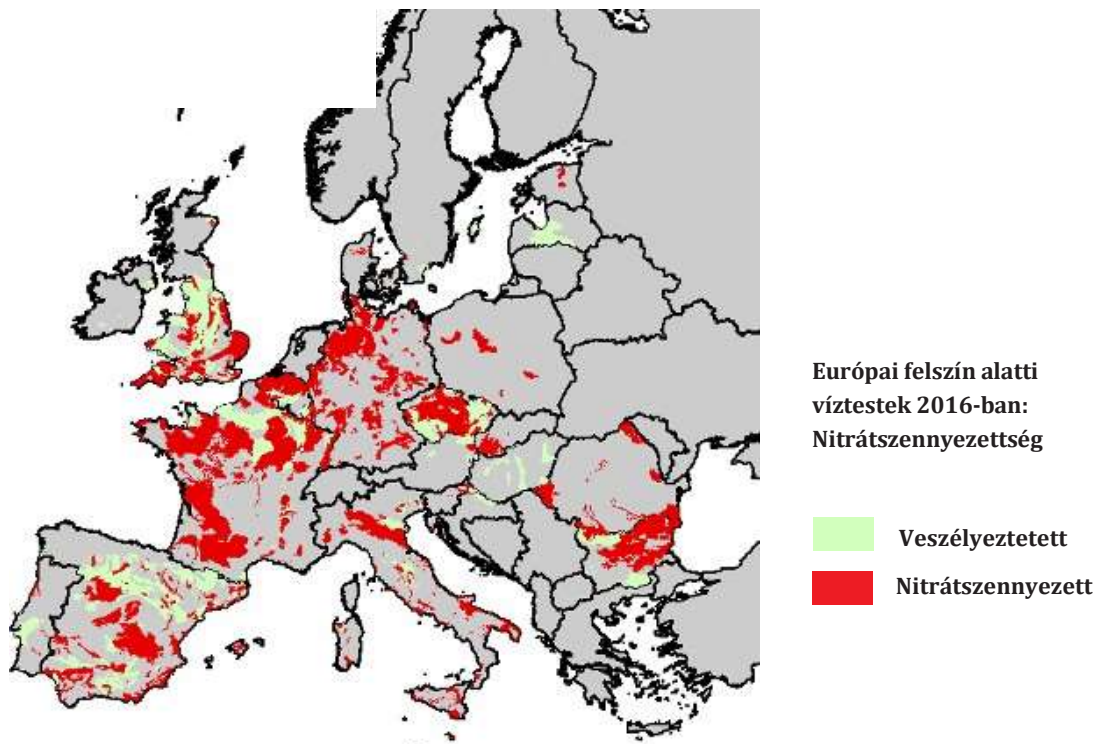 Európai felszín alatti
víztestek 2016-ban:
Nitrátszennyezettség
Veszélyeztetett
Nitrátszennyezett